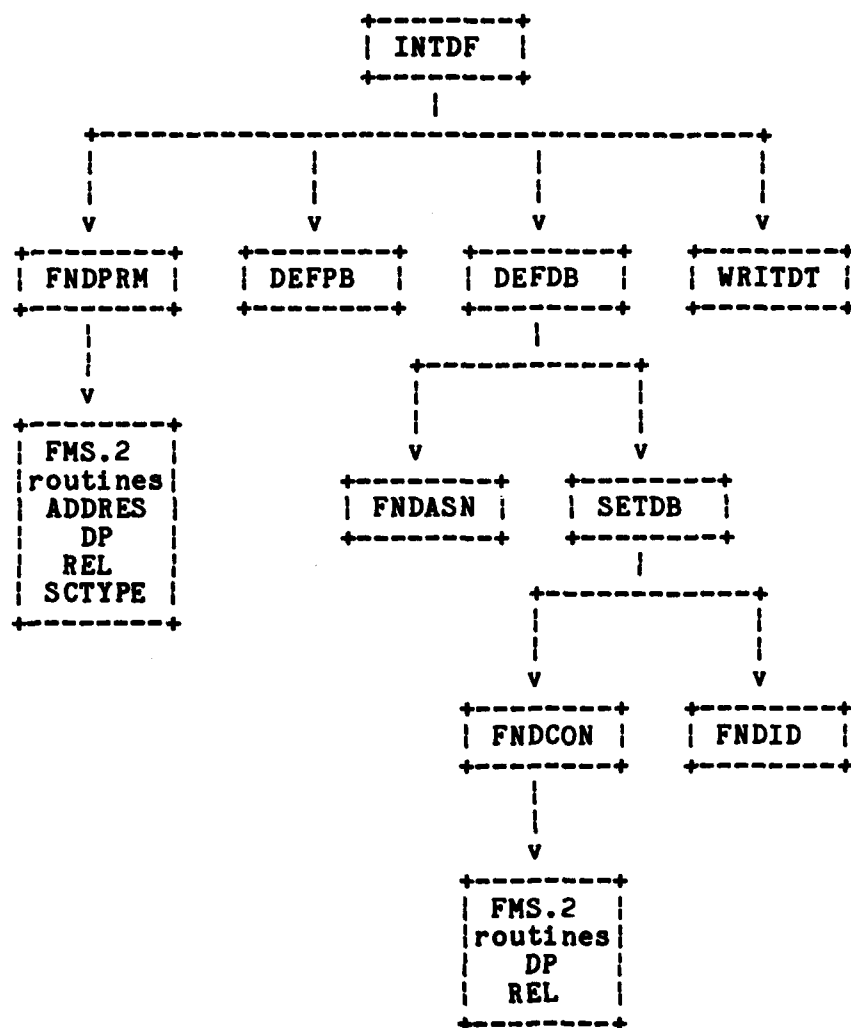 INTDF
FNDPRM DEFPB DEFDB WRITDT
FMS.2
routines
ADDRES
DP
REL
SCTYPE
FNDASN SETDB
FNDCON FNDID
FMS.2
routines
DP
REL